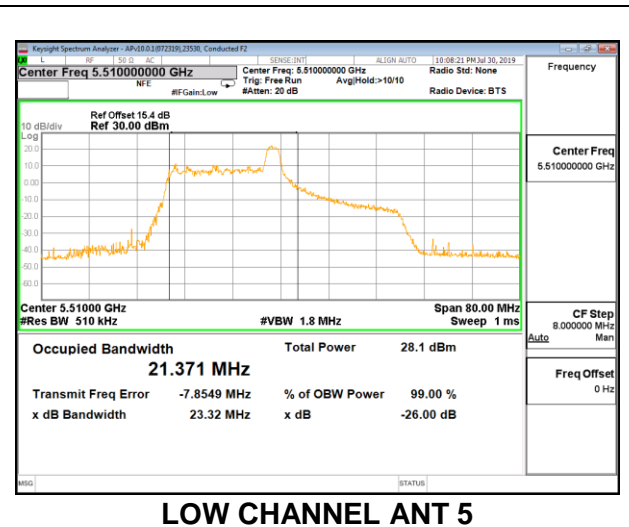 Keysight Spectrum Analyzer - APv10.0.1(072319),23530, Conducted F2
L RF 50 Ω AC SENSE:INT ALIGN AUTO 10:08:21 PM Jul 30, 2019
Center Freq 5.510000000 GHz
NFE
#IFGain:Low
Center Freq: 5.510000000 GHz
Trig: Free Run Avg|Hold:>10/10
#Atten: 20 dB
Radio Std: None
Radio Device: BTS
Frequency
Ref Offset 15.4 dB
10 dB/div Ref 30.00 dBm
Log
20.0
10.0
0.00
-10.0
-20.0
-30.0
-40.0
-50.0
-60.0
Center 5.51000 GHz Span 80.00 MHz
#Res BW 510 kHz #VBW 1.8 MHz Sweep 1 ms
Occupied Bandwidth Total Power 28.1 dBm
21.371 MHz
Transmit Freq Error -7.8549 MHz % of OBW Power 99.00 %
x dB Bandwidth 23.32 MHz x dB -26.00 dB
Center Freq
5.510000000 GHz
CF Step
8.000000 MHz
Auto Man
Freq Offset
0 Hz
MSG STATUS
LOW CHANNEL ANT 5